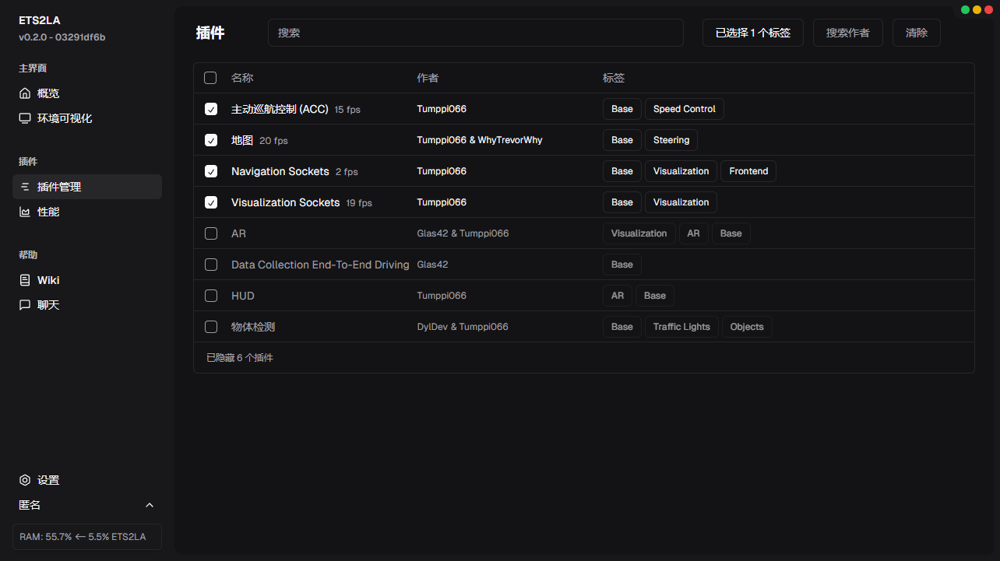 ETS2LA
v0.2.0 - 03291df6b
主界面
概览
环境可视化
插件
插件管理
性能
帮助
Wiki
聊天
设置
匿名
RAM: 55.7% <- 5.5% ETS2LA
插件 搜索 已选择 1 个标签 搜索作者 清除
名称 作者 标签
主动巡航控制 (ACC) 15 fps Tumppi066 Base Speed Control
地图 20 fps Tumppi066 & WhyTrevorWhy Base Steering
Navigation Sockets 2 fps Tumppi066 Base Visualization Frontend
Visualization Sockets 19 fps Tumppi066 Base Visualization
AR Glas42 & Tumppi066 Visualization AR Base
Data Collection End-To-End Driving Glas42 Base
HUD Tumppi066 AR Base
物体检测 DylDev & Tumppi066 Base Traffic Lights Objects
已隐藏 6 个插件